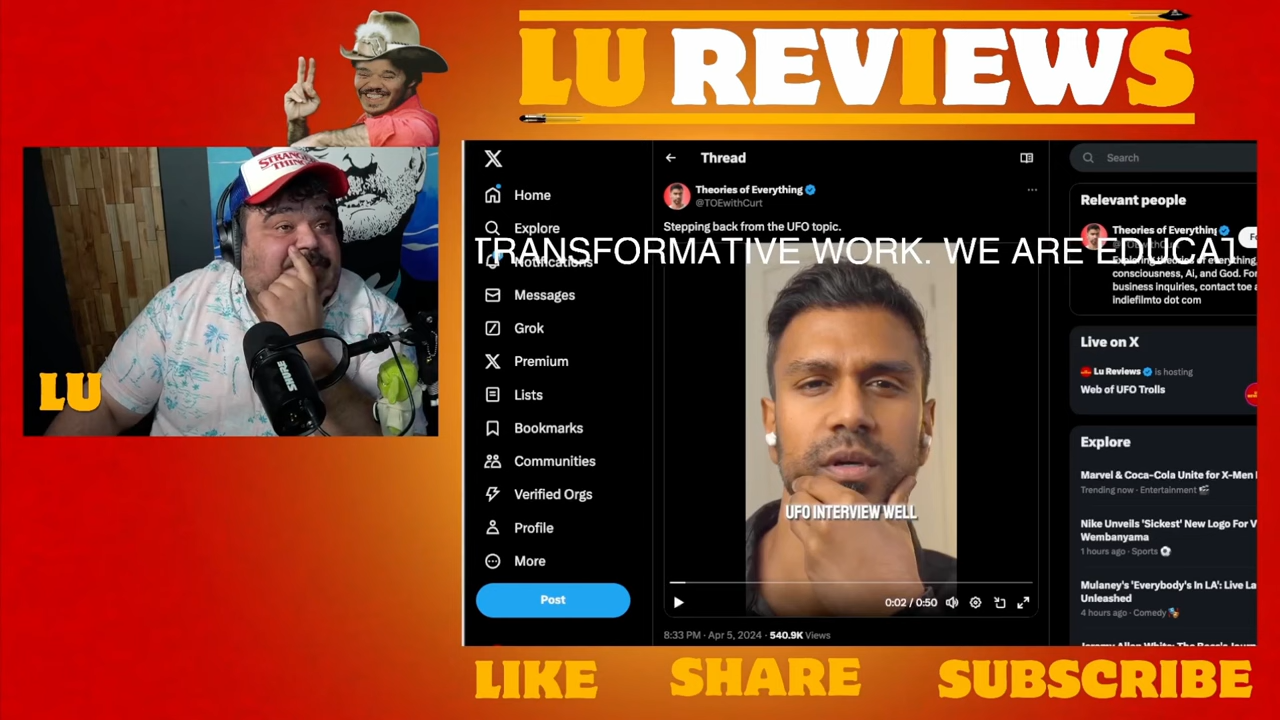 LU REVIEWS
STRANGER THINGS
LU
SHURE
X
Home
Explore
Notifications
Messages
Grok
Premium
Lists
Bookmarks
Communities
Verified Orgs
Profile
More
Post
Thread
Theories of Everything
@TOEwithCurt
Stepping back from the UFO topic.
TRANSFORMATIVE WORK. WE ARE EDUCAT
UFO INTERVIEW WELL
0:02 / 0:50
8:33 PM · Apr 5, 2024 · 540.9K Views
Search
Relevant people
Theories of Everything
Exploring theories of everything,
consciousness, Ai, and God. For
business inquiries, contact toe a
indiefilmto dot com
Live on X
Lu Reviews is hosting
Web of UFO Trolls
Explore
Marvel & Coca-Cola Unite for X-Men
Trending now · Entertainment
Nike Unveils 'Sickest' New Logo For V
Wembanyama
1 hours ago · Sports
Mulaney's 'Everybody's In LA': Live La
Unleashed
4 hours ago · Comedy
LIKE SHARE SUBSCRIBE